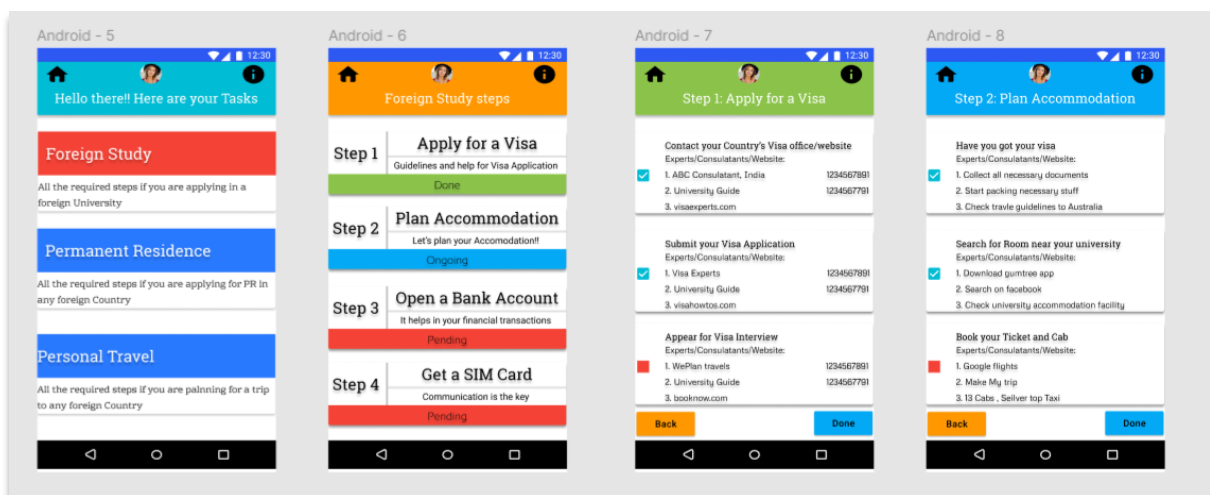 Android - 5
12:30
Hello there!! Here are your Tasks
Foreign Study
All the required steps if you are applying in a
foreign University
Permanent Residence
All the required steps if you are applying for PR in
any foreign Country
Personal Travel
All the required steps if you are palnning for a trip
to any foreign Country
Android - 6
12:30
Foreign Study steps
Step 1
Apply for a Visa
Guidelines and help for Visa Application
Done
Step 2
Plan Accommodation
Let's plan your Accomodation!!
Ongoing
Step 3
Open a Bank Account
It helps in your financial transactions
Pending
Step 4
Get a SIM Card
Communication is the key
Pending
Android - 7
12:30
Step 1: Apply for a Visa
Contact your Country's Visa office/website
Experts/Consulatants/Website:
1. ABC Consulatant, India 1234567891
2. University Guide 1234567791
3. visaexperts.com
Submit your Visa Application
Experts/Consulatants/Website:
1. Visa Experts 1234567891
2. University Guide 1234567791
3. visahowtos.com
Appear for Visa Interview
Experts/Consulatants/Website:
1. WePlan travels 1234567891
2. University Guide 1234567791
3. booknow.com
Back Done
Android - 8
12:30
Step 2: Plan Accommodation
Have you got your visa
Experts/Consulatants/Website:
1. Collect all necessary documents
2. Start packing necessary stuff
3. Check travle guidelines to Australia
Search for Room near your university
Experts/Consulatants/Website:
1. Download gumtree app
2. Search on facebook
3. Check university accommodation facility
Book your Ticket and Cab
Experts/Consulatants/Website:
1. Google flights
2. Make My trip
3. 13 Cabs , Seilver top Taxi
Back Done